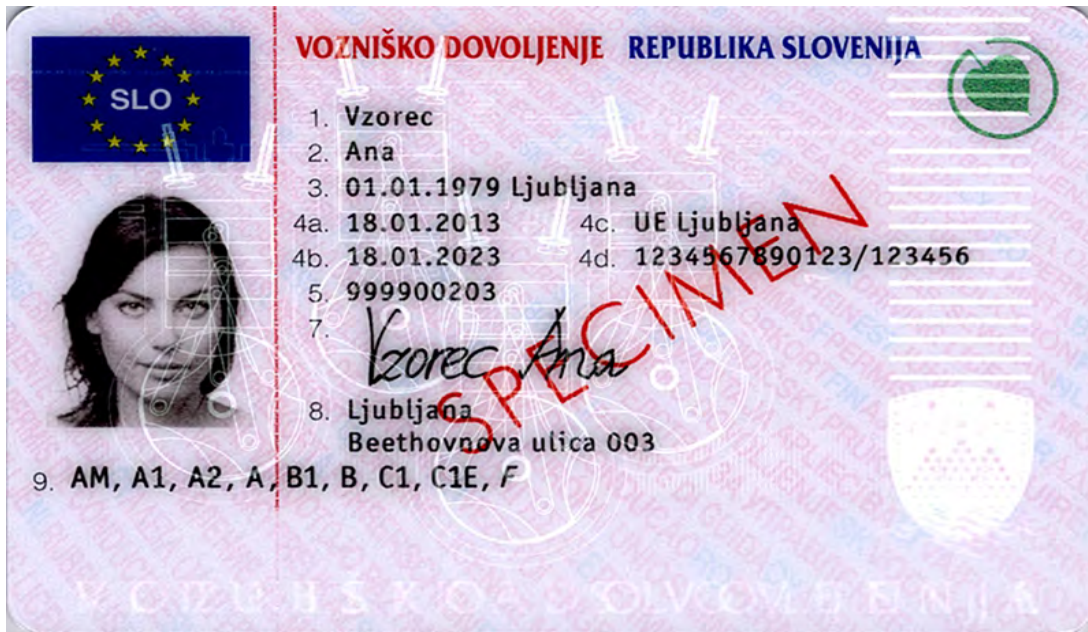 VOZNIŠKO DOVOLJENJE REPUBLIKA SLOVENIJA
SLO
1. Vzorec
2. Ana
3. 01.01.1979 Ljubljana
4a. 18.01.2013 4c. UE Ljubljana
4b. 18.01.2023 4d. 1234567890123/123456
5. 999900203
7. Vzorec Ana
8. Ljubljana
Beethovnova ulica 003
9. AM, A1, A2, A, B1, B, C1, C1E, F
SPECIMEN